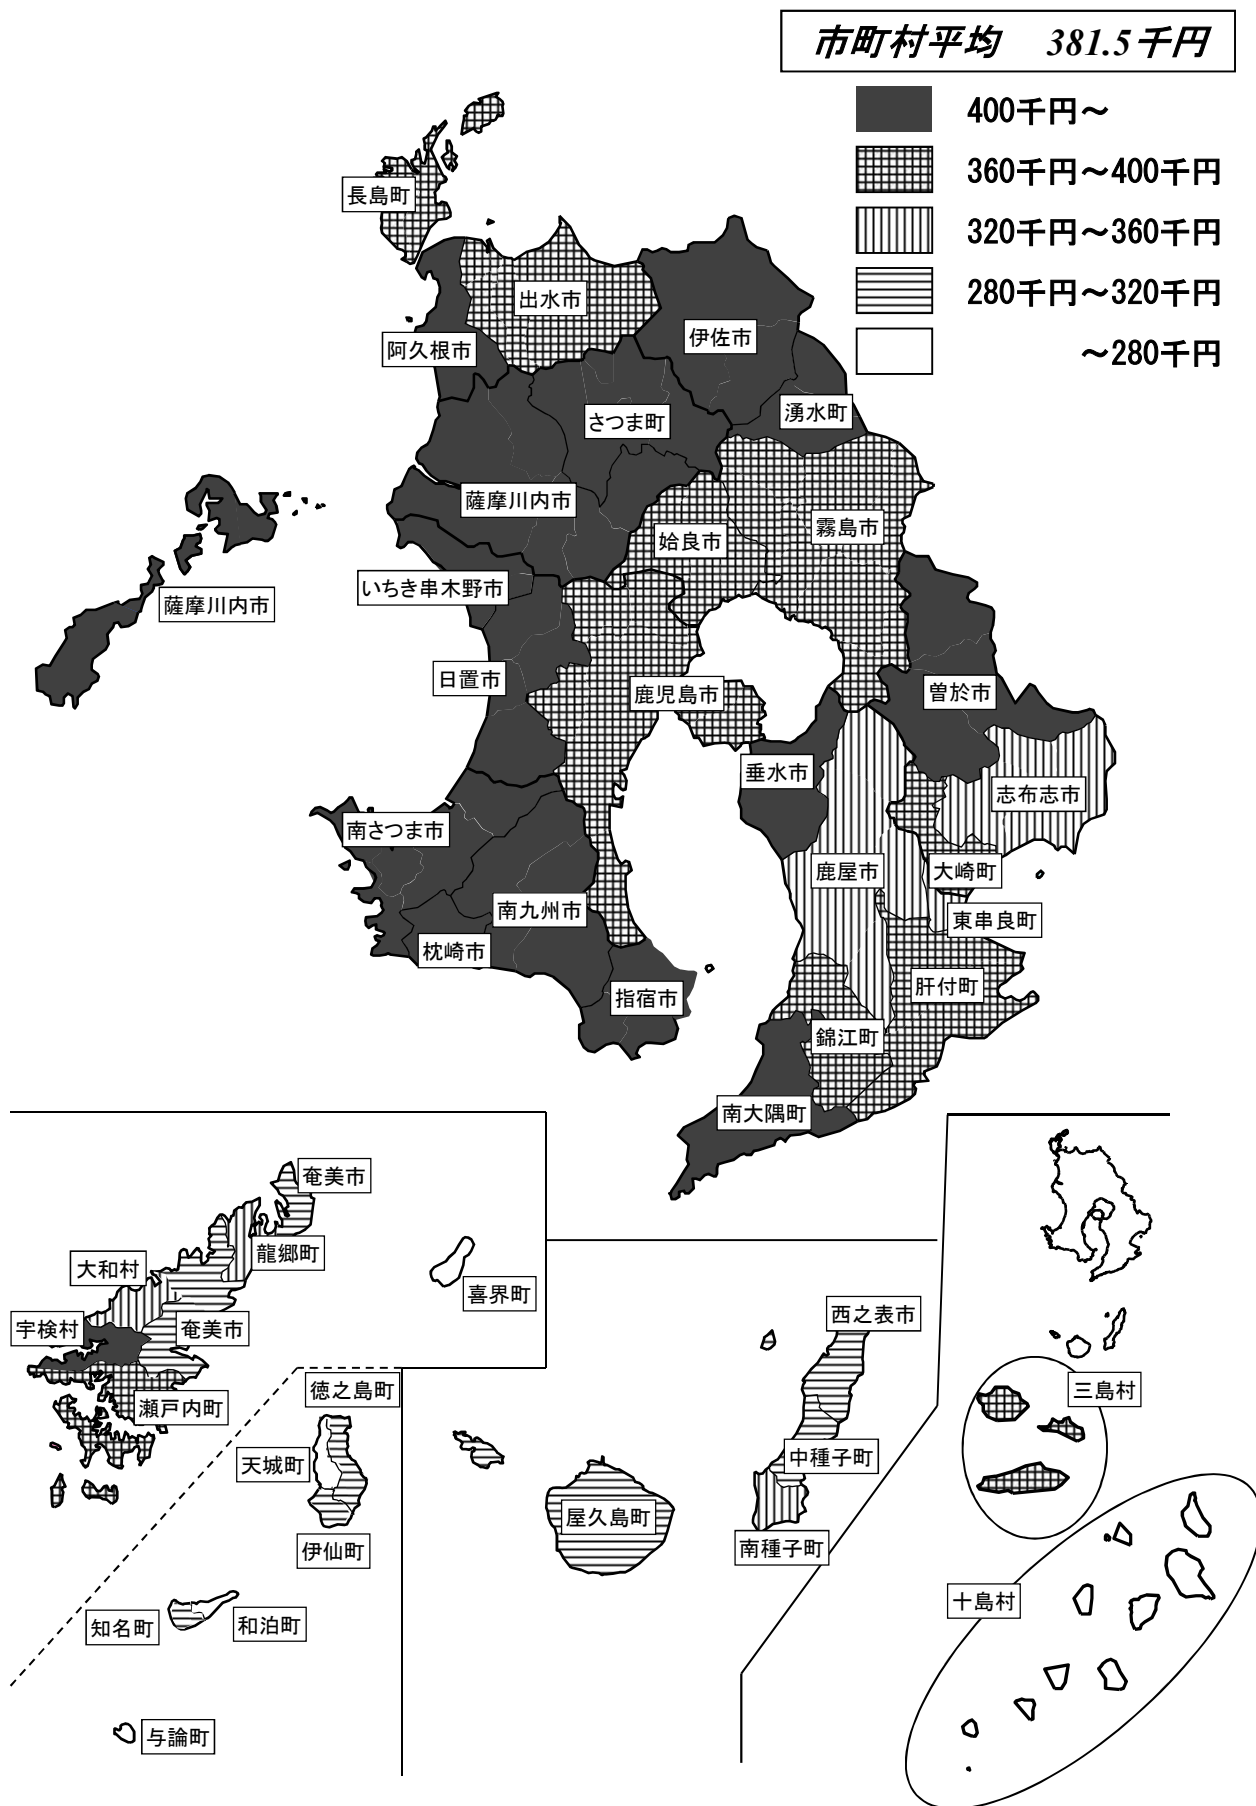 市町村平均 381.5千円
400千円～
360千円～400千円
320千円～360千円
280千円～320千円
～280千円
長島町
出水市
阿久根市
伊佐市
湧水町
さつま町
薩摩川内市
霧島市
姶良市
いちき串木野市
薩摩川内市
日置市
鹿児島市
曽於市
垂水市
志布志市
南さつま市
鹿屋市
大崎町
南九州市
東串良町
枕崎市
肝付町
指宿市
錦江町
南大隅町
奄美市
龍郷町
大和村
喜界町
宇検村
奄美市
西之表市
徳之島町
三島村
瀬戸内町
天城町
中種子町
屋久島町
南種子町
伊仙町
十島村
知名町
和泊町
与論町